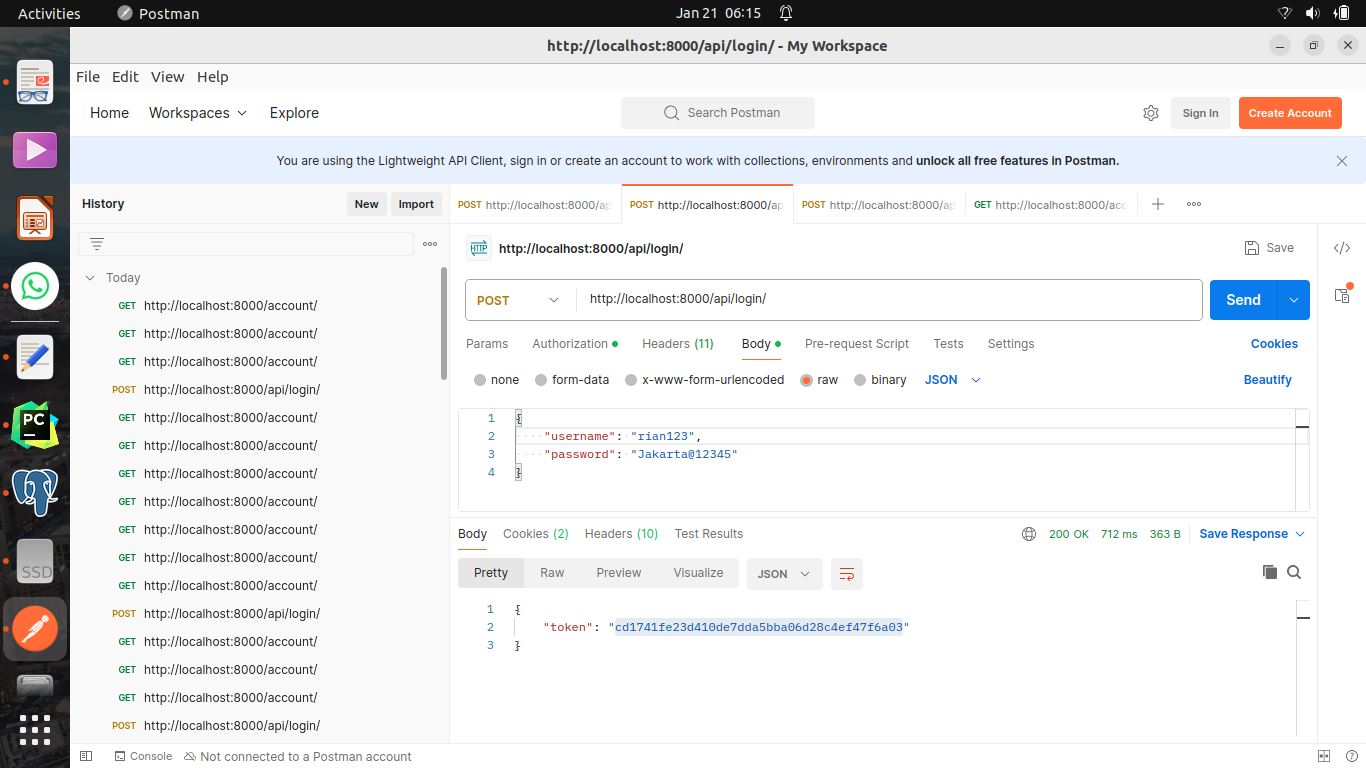 Activities Postman Jan 21 06:15
http://localhost:8000/api/login/ - My Workspace
File Edit View Help
Home Workspaces Explore Search Postman Sign In Create Account
You are using the Lightweight API Client, sign in or create an account to work with collections, environments and unlock all free features in Postman.
History New Import
POST http://localhost:8000/ap POST http://localhost:8000/ap POST http://localhost:8000/ap GET http://localhost:8000/acc
Today
GET http://localhost:8000/account/
GET http://localhost:8000/account/
GET http://localhost:8000/account/
POST http://localhost:8000/api/login/
GET http://localhost:8000/account/
GET http://localhost:8000/account/
GET http://localhost:8000/account/
GET http://localhost:8000/account/
GET http://localhost:8000/account/
GET http://localhost:8000/account/
GET http://localhost:8000/account/
POST http://localhost:8000/api/login/
GET http://localhost:8000/account/
GET http://localhost:8000/account/
GET http://localhost:8000/account/
POST http://localhost:8000/api/login/
HTTP http://localhost:8000/api/login/ Save
POST http://localhost:8000/api/login/ Send
Params Authorization Headers (11) Body Pre-request Script Tests Settings Cookies
none form-data x-www-form-urlencoded raw binary JSON Beautify
1 {
2 "username": "rian123",
3 "password": "Jakarta@12345"
4 }
Body Cookies (2) Headers (10) Test Results 200 OK 712 ms 363 B Save Response
Pretty Raw Preview Visualize JSON
1 {
2 "token": "cd1741fe23d410de7dda5bba06d28c4ef47f6a03"
3 }
PC
SSD
Console Not connected to a Postman account